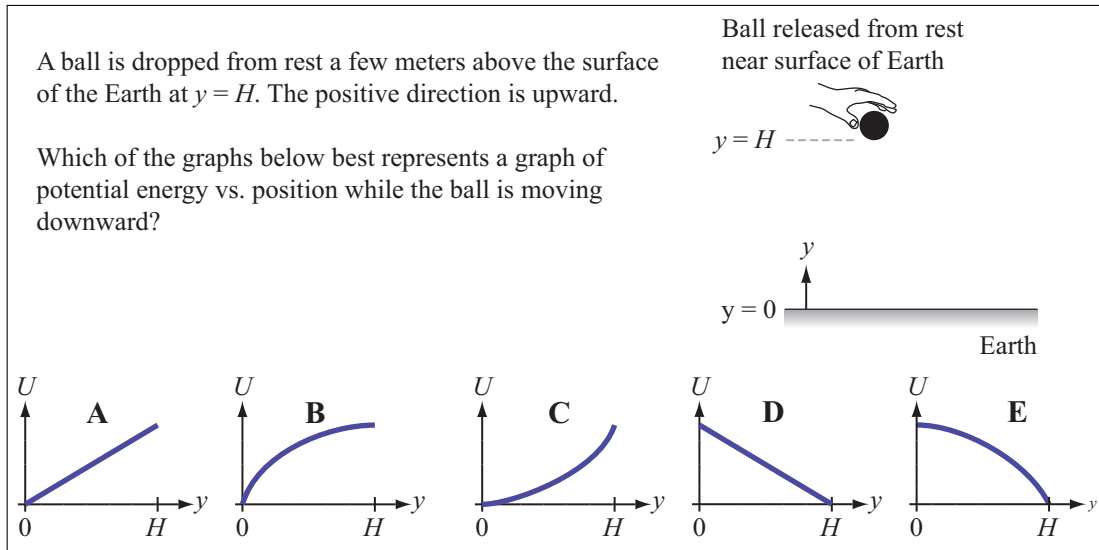 A ball is dropped from rest a few meters above the surface
of the Earth at y = H. The positive direction is upward.
Which of the graphs below best represents a graph of
potential energy vs. position while the ball is moving
downward?
Ball released from rest
near surface of Earth
y = H
y
y = 0
Earth
U
A
y
0
H
U
B
y
0
H
U
C
y
0
H
U
D
y
0
H
U
E
y
0
H